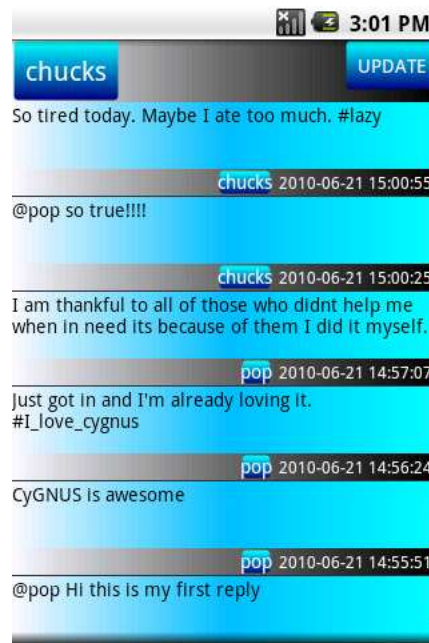 3:01 PM
chucks UPDATE
So tired today. Maybe I ate too much. #lazy
chucks 2010-06-21 15:00:55
@pop so true!!!!
chucks 2010-06-21 15:00:25
I am thankful to all of those who didnt help me
when in need its because of them I did it myself.
pop 2010-06-21 14:57:07
Just got in and I'm already loving it.
#I_love_cygnus
pop 2010-06-21 14:56:24
CyGNUS is awesome
pop 2010-06-21 14:55:51
@pop Hi this is my first reply